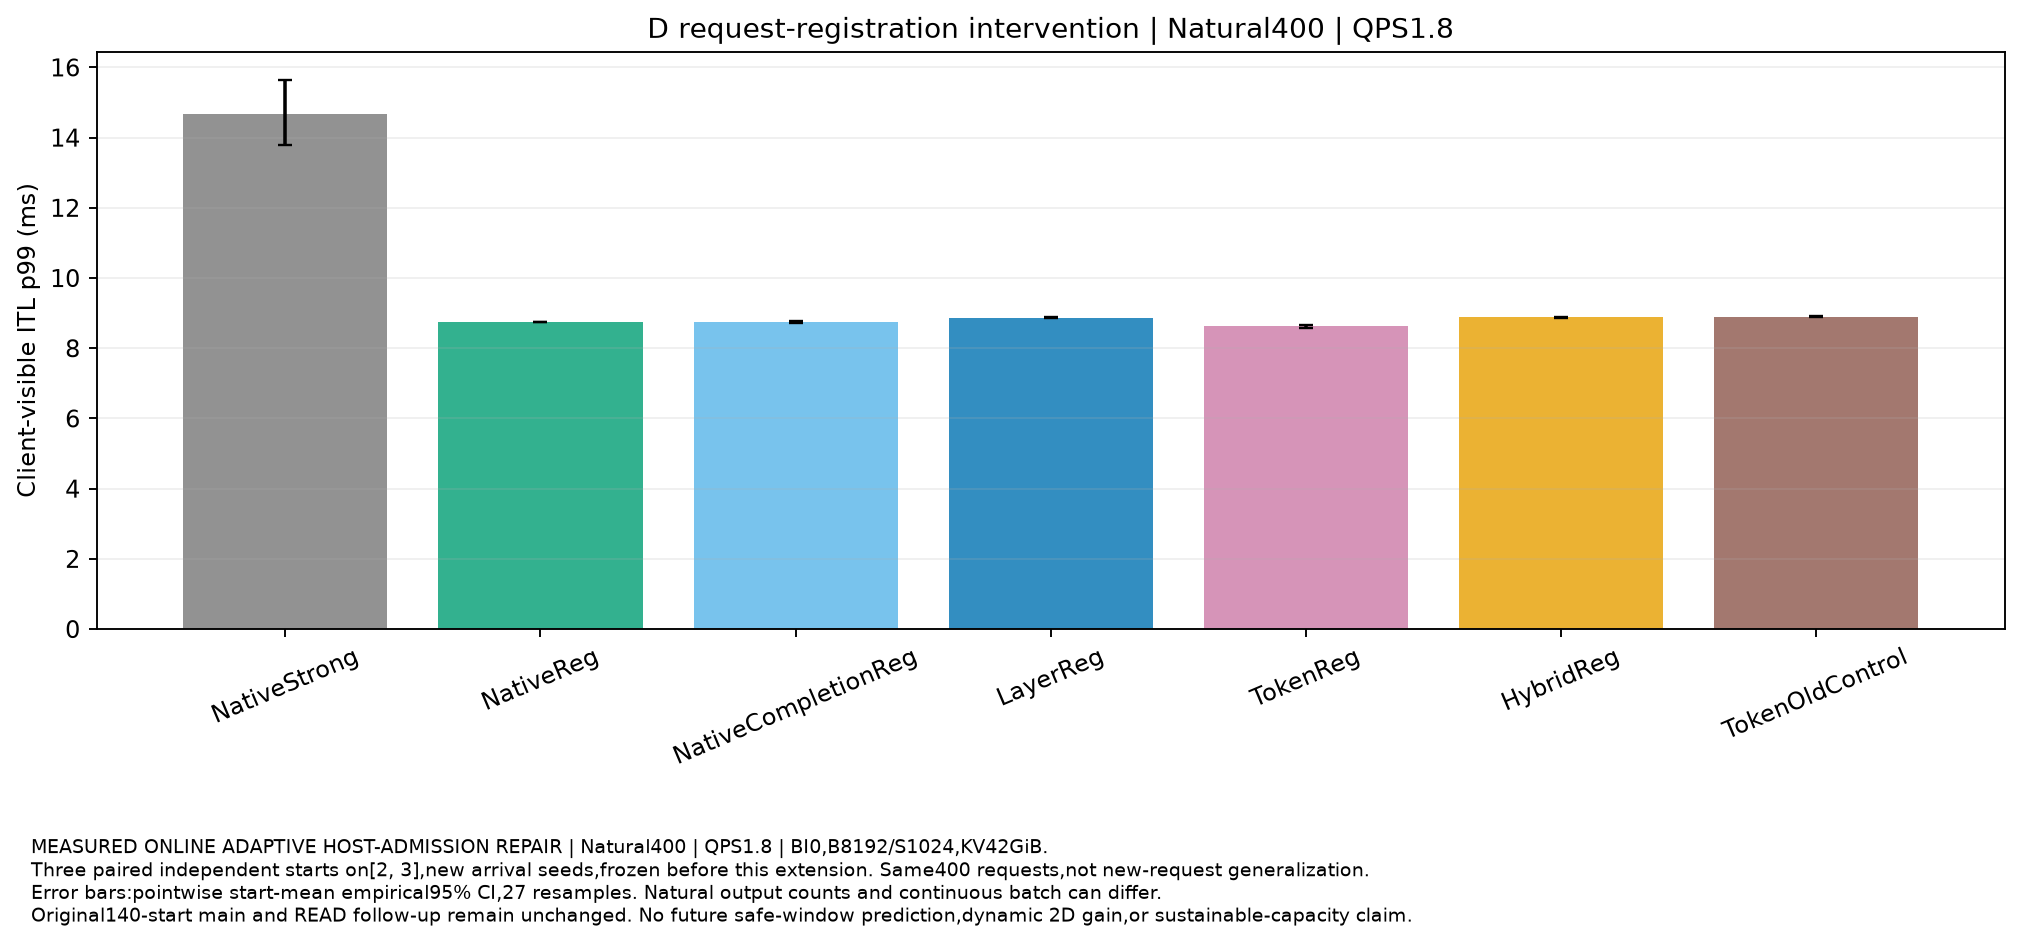 D request-registration intervention | Natural400 | QPS1.8
Client-visible ITL p99 (ms)
16
14
12
10
8
6
4
2
0
NativeStrong
NativeReg
NativeCompletionReg
LayerReg
TokenReg
HybridReg
TokenOldControl
MEASURED ONLINE ADAPTIVE HOST-ADMISSION REPAIR | Natural400 | QPS1.8 | BI0,B8192/S1024,KV42GiB.
Three paired independent starts on[2, 3],new arrival seeds,frozen before this extension. Same400 requests,not new-request generalization.
Error bars:pointwise start-mean empirical95% CI,27 resamples. Natural output counts and continuous batch can differ.
Original140-start main and READ follow-up remain unchanged. No future safe-window prediction,dynamic 2D gain,or sustainable-capacity claim.